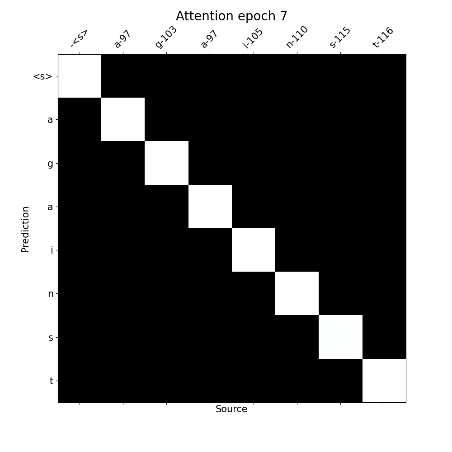 Attention epoch 7
-<s> a-97 g-103 a-97 i-105 n-110 s-115 t-116
<s>
a
g
a
i
n
s
t
Prediction
Source